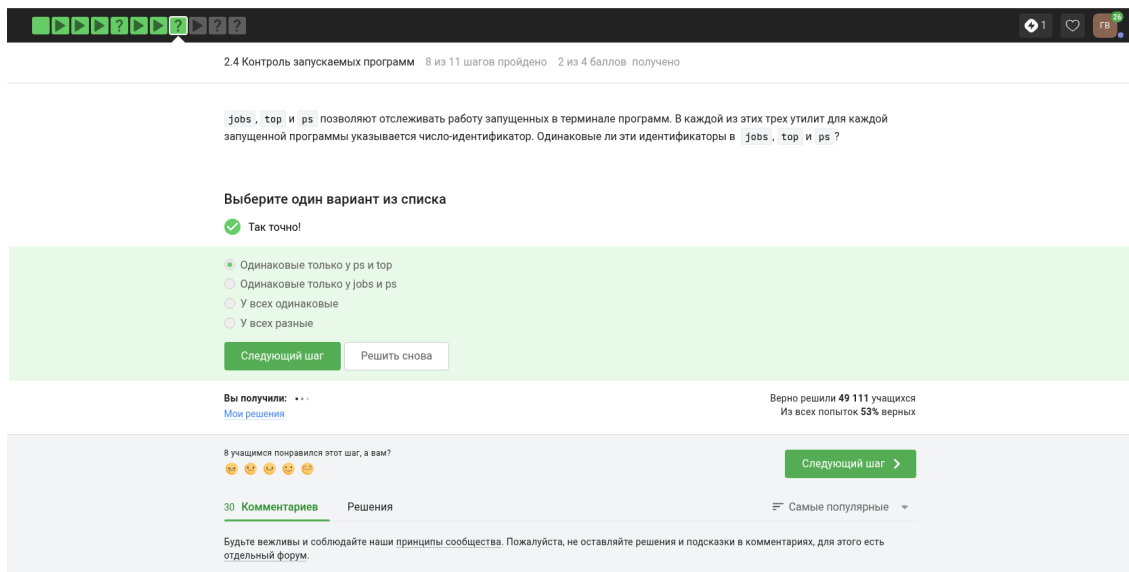 ? ? ? ?
1 ГВ 26
2.4 Контроль запускаемых программ 8 из 11 шагов пройдено 2 из 4 баллов получено
jobs, top и ps позволяют отслеживать работу запущенных в терминале программ. В каждой из этих трех утилит для каждой
запущенной программы указывается число-идентификатор. Одинаковые ли эти идентификаторы в jobs, top и ps?
Выберите один вариант из списка
Так точно!
Одинаковые только у ps и top
Одинаковые только у jobs и ps
У всех одинаковые
У всех разные
Следующий шаг Решить снова
Вы получили:
Верно решили 49 111 учащихся
Мои решения
Из всех попыток 53% верных
8 учащимся понравился этот шаг, а вам?
Следующий шаг
30 Комментариев Решения Самые популярные
Будьте вежливы и соблюдайте наши принципы сообщества. Пожалуйста, не оставляйте решения и подсказки в комментариях, для этого есть
отдельный форум.